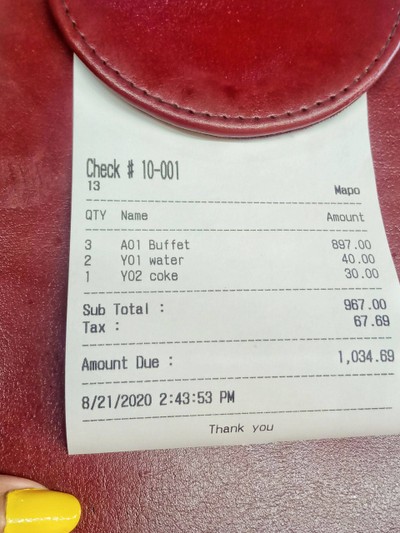 Check # 10-001
13 Mapo
QTY Name Amount
3 A01 Buffet 897.00
2 Y01 water 40.00
1 Y02 coke 30.00
Sub Total : 967.00
Tax : 67.69
Amount Due : 1,034.69
8/21/2020 2:43:53 PM
Thank you